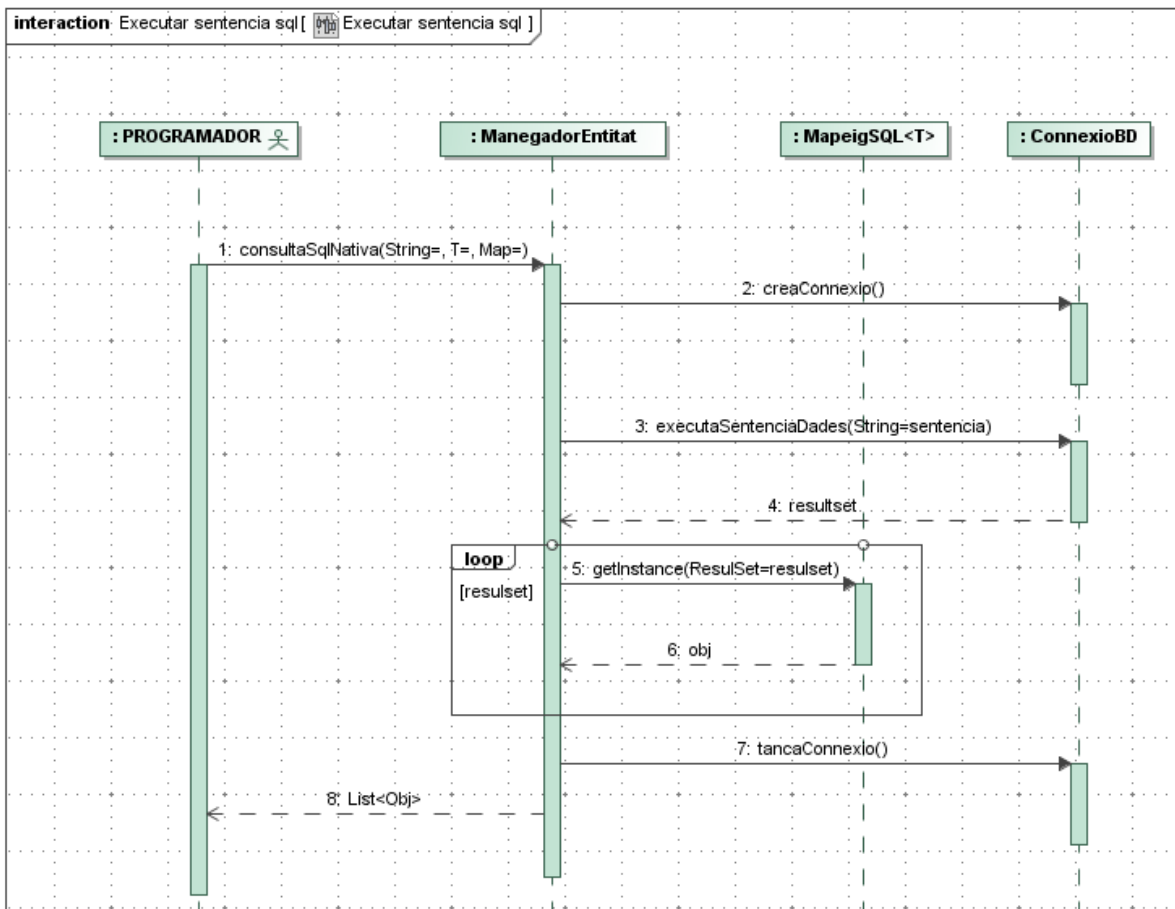 interaction Executar sentencia sql[ Executar sentencia sql ]
: PROGRAMADOR
: ManegadorEntitat
: MapeigSQL<T>
: ConnexioBD
1: consultaSqlNativa(String=, T=, Map=)
2: creaConnexio()
3: executaSentenciaDades(String=sentencia)
4: resultset
loop
5: getInstance(ResulSet=resulset)
[resulset]
6: obj
7: tancaConnexio()
8: List<Obj>